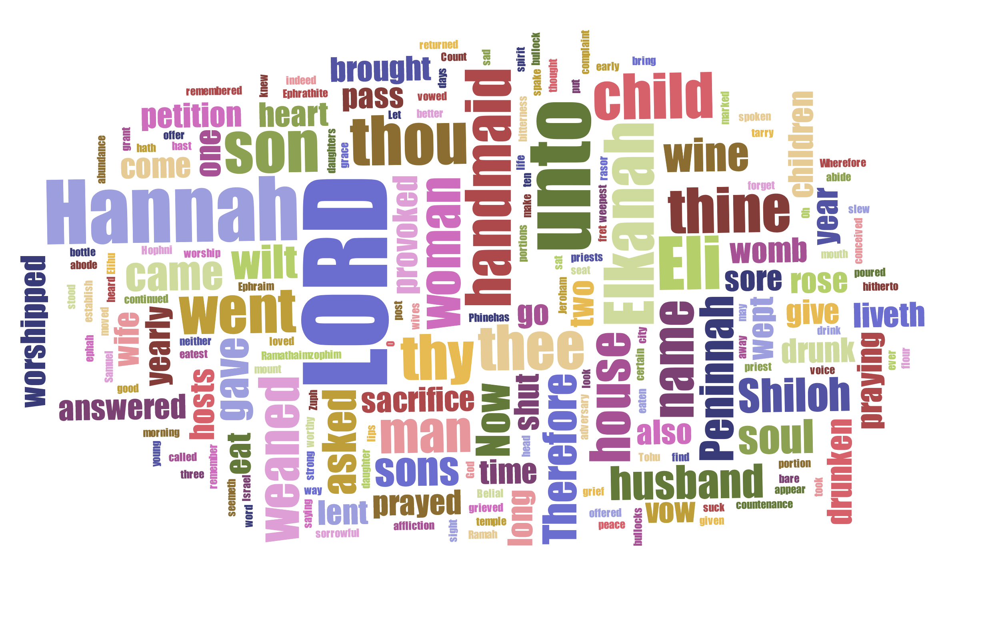 returned
Count
sad
spirit
bullock
complaint
early
bring
brought
days
spake
thought
put
child
remembered
knew
indeed
Ephrathite
pass
vowed
handmaid
bitterness
unto
marked
spoken
tarry
children
petition
heart
Let
better
grant
offer
hath
hast
one
son
daughters
grace
thou
life
rasor
Elkanah
wine
Wherefore
abide
abundance
come
forget
Hannah
LORD
provoked
woman
ten
make
fret
weepest
thine
oh
year
slew
conceived
portions
bottle
abode
Hophni
worship
wilt
came
Elihu
heard
priests
sat
seat
Eli
womb
mouth
worshipped
Ephraim
continued
went
stood
establish
moved
Jeroham
two
sore
rose
poured
hitherto
wife
yearly
post
wives
Phinehas
go
name
Peninnah
may
wept
give
liveth
drink
neither
eatest
loved
o
thy
thee
house
city
away
drunk
praying
ever
flour
ephah
Samuel
gave
Ramathaimzophim
mount
look
certain
priest
voice
good
hosts
answered
weaned
Zuph
asked
sacrifice
Now
shut
Therefore
adversary
eaten
Shiloh
morning
worthy
lips
man
head
also
soul
drunken
young
called
three
remember
eat
strong
daughter
sons
God
time
Tohu
find
portion
seemeth
Israel
word
way
saying
lent
prayed
Belial
grieved
temple
Ramah
long
grief
husband
bare
appear
took
sorrowful
affliction
sight
offered
peace
bullocks
vow
suck
given
countenance